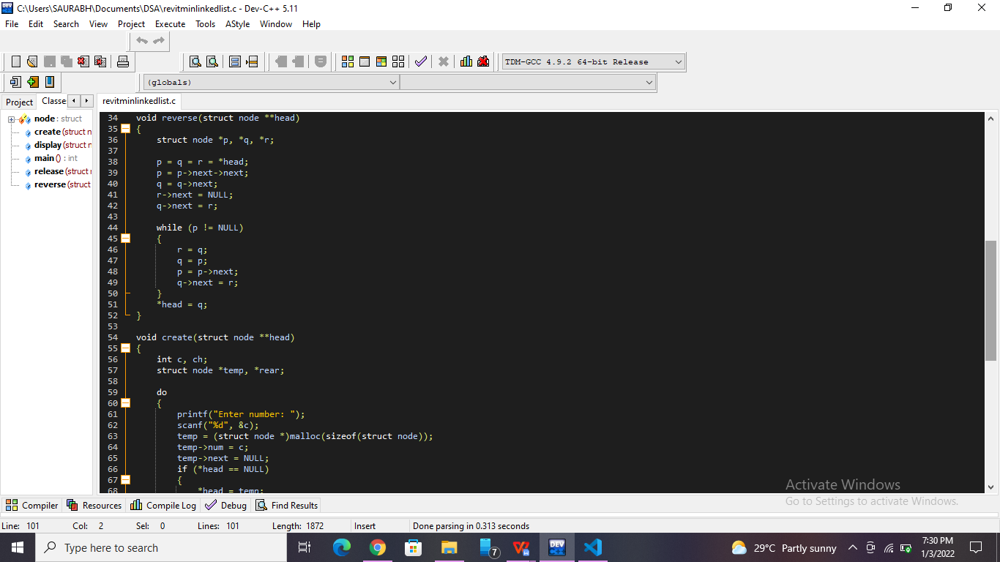 C:\Users\SAURABH\Documents\DSA\revitminlinkedlist.c - Dev-C++ 5.11
File Edit Search View Project Execute Tools AStyle Window Help
TDM-GCC 4.9.2 64-bit Release
(globals)
Project Classe revitminlinkedlist.c
node : struct
create (struct n
display (struct n
main () : int
release (struct
reverse (struct
34 void reverse(struct node **head)
35 {
36 struct node *p, *q, *r;
37
38 p = q = r = *head;
39 p = p->next->next;
40 q = q->next;
41 r->next = NULL;
42 q->next = r;
43
44 while (p != NULL)
45 {
46 r = q;
47 q = p;
48 p = p->next;
49 q->next = r;
50 }
51 *head = q;
52 }
53
54 void create(struct node **head)
55 {
56 int c, ch;
57 struct node *temp, *rear;
58
59 do
60 {
61 printf("Enter number: ");
62 scanf("%d", &c);
63 temp = (struct node *)malloc(sizeof(struct node));
64 temp->num = c;
65 temp->next = NULL;
66 if (*head == NULL)
67 {
68 *head = temp;
Activate Windows
Go to Settings to activate Windows.
Compiler Resources Compile Log Debug Find Results
Line: 101 Col: 2 Sel: 0 Lines: 101 Length: 1872 Insert Done parsing in 0.313 seconds
Type here to search 7 DEV 29°C Partly sunny 7:30 PM
1/3/2022